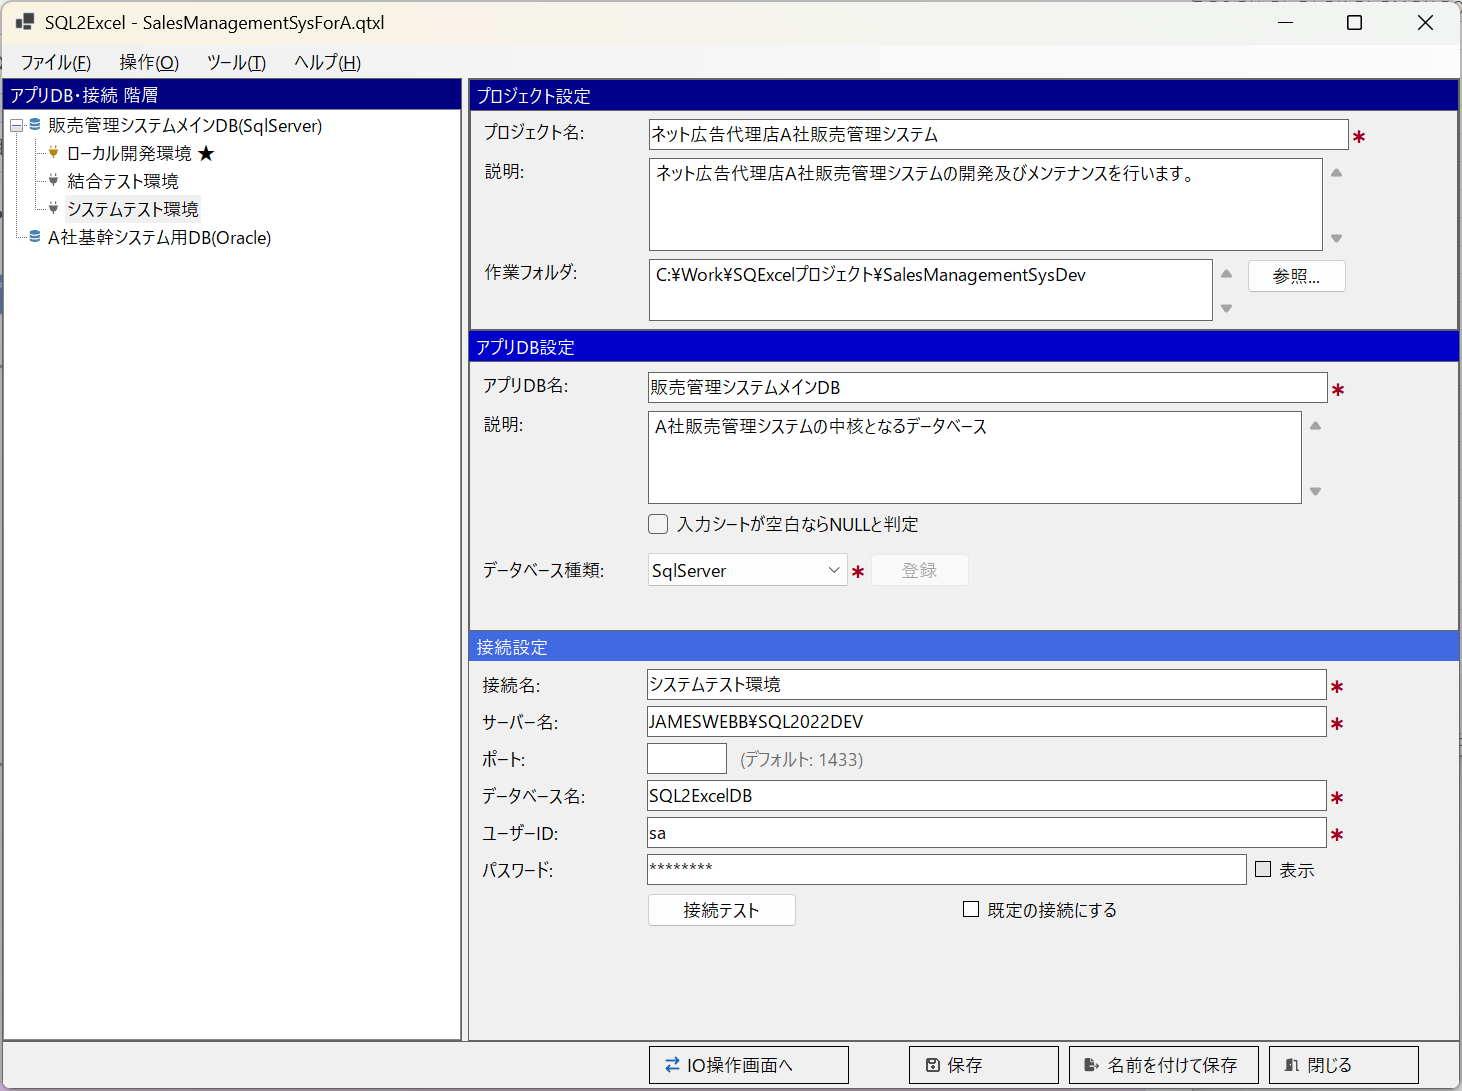 SQL2Excel - SalesManagementSysForA.qtxl
ファイル(F) 操作(O) ツール(T) ヘルプ(H)
アプリDB・接続 階層
販売管理システムメインDB(SqlServer)
ローカル開発環境 ★
結合テスト環境
システムテスト環境
A社基幹システム用DB(Oracle)
プロジェクト設定
プロジェクト名: ネット広告代理店A社販売管理システム *
説明: ネット広告代理店A社販売管理システムの開発及びメンテナンスを行います。
作業フォルダ: C:¥Work¥SQExcelプロジェクト¥SalesManagementSysDev 参照...
アプリDB設定
アプリDB名: 販売管理システムメインDB *
説明: A社販売管理システムの中核となるデータベース
入力シートが空白ならNULLと判定
データベース種類: SqlServer * 登録
接続設定
接続名: システムテスト環境 *
サーバー名: JAMESWEBB¥SQL2022DEV *
ポート: (デフォルト: 1433)
データベース名: SQL2ExcelDB *
ユーザーID: sa *
パスワード: ******** 表示
接続テスト 既定の接続にする
IO操作画面へ 保存 名前を付けて保存 閉じる